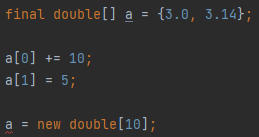 final double[] a = {3.0, 3.14};
a[0] += 10;
a[1] = 5;
a = new double[10];